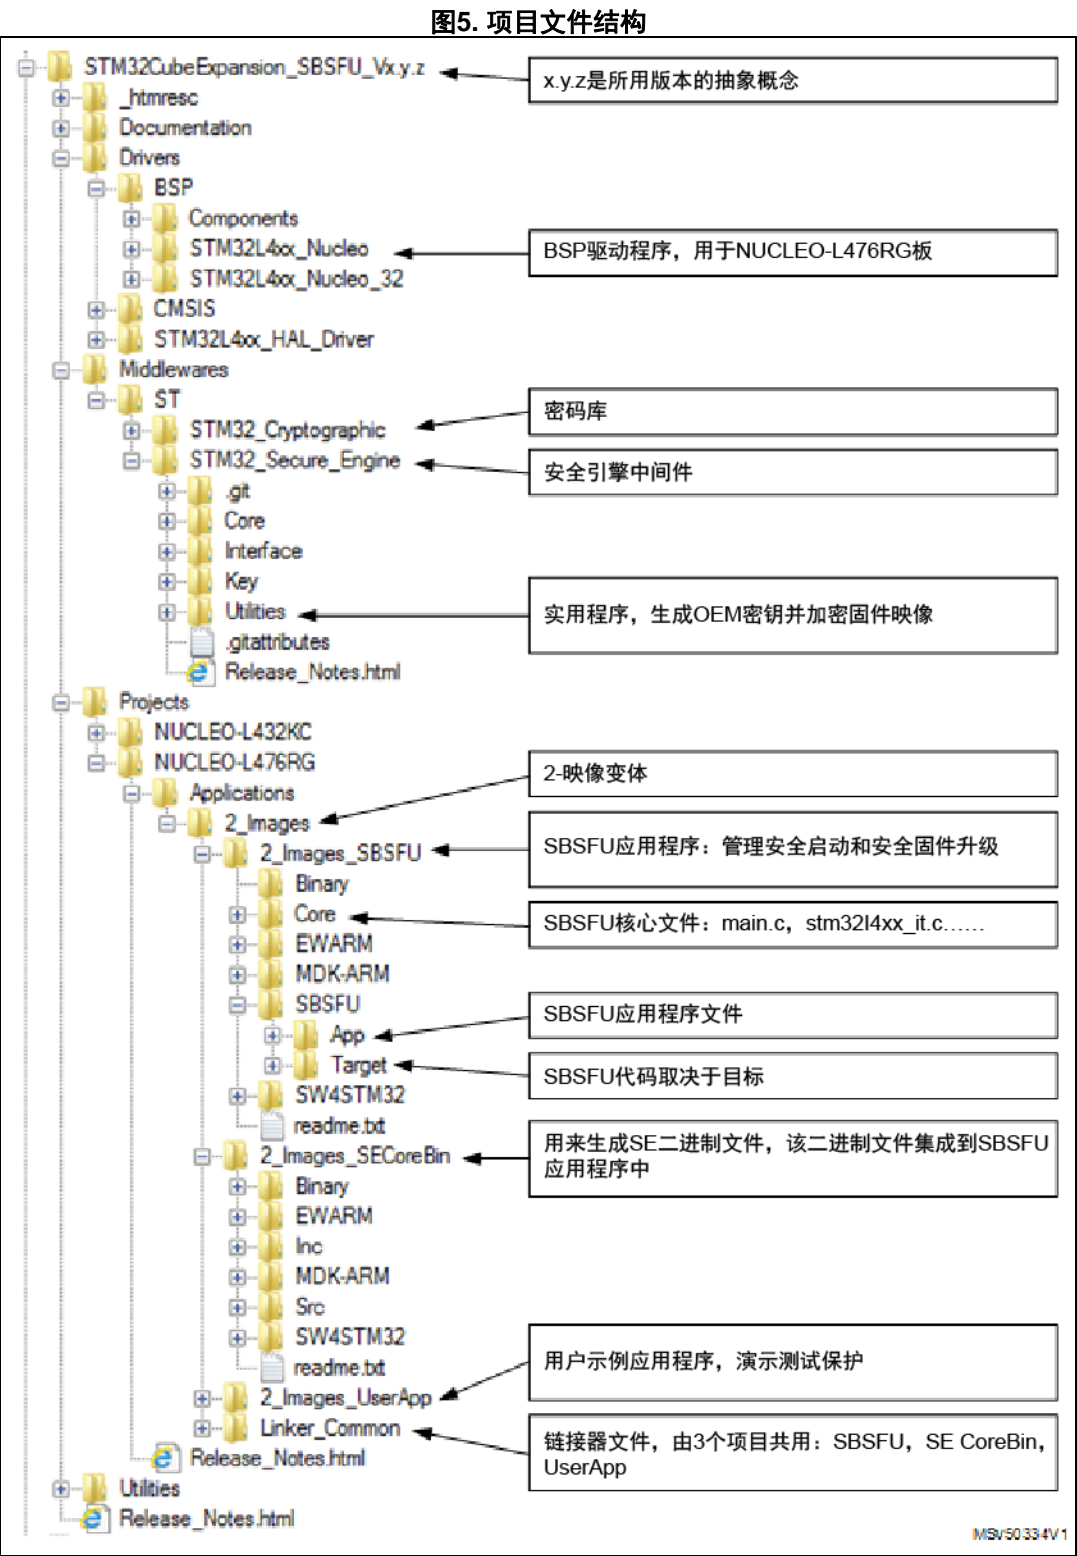 图5. 项目文件结构
STM32CubeExpansion_SBSFU_Vx.y.z
x.y.z是所用版本的抽象概念
_htmresc
Documentation
Drivers
BSP
Components
STM32L4xx_Nucleo
BSP驱动程序，用于NUCLEO-L476RG板
STM32L4xx_Nucleo_32
CMSIS
STM32L4xx_HAL_Driver
Middlewares
ST
密码库
STM32_Cryptographic
STM32_Secure_Engine
安全引擎中间件
.git
Core
Interface
Key
Utilities
实用程序，生成OEM密钥并加密固件映像
.gitattributes
Release_Notes.html
Projects
NUCLEO-L432KC
NUCLEO-L476RG
2-映像变体
Applications
2_Images
2_Images_SBSFU
SBSFU应用程序：管理安全启动和安全固件升级
Binary
Core
SBSFU核心文件：main.c，stm32l4xx_it.c……
EWARM
MDK-ARM
SBSFU
SBSFU应用程序文件
App
Target
SBSFU代码取决于目标
SW4STM32
readme.txt
2_Images_SECoreBin
用来生成SE二进制文件，该二进制文件集成到SBSFU
应用程序中
Binary
EWARM
Inc
MDK-ARM
Src
SW4STM32
readme.txt
用户示例应用程序，演示测试保护
2_Images_UserApp
Linker_Common
链接器文件，由3个项目共用：SBSFU，SE CoreBin，
UserApp
Release_Notes.html
Utilities
Release_Notes.html
MSv50334V1